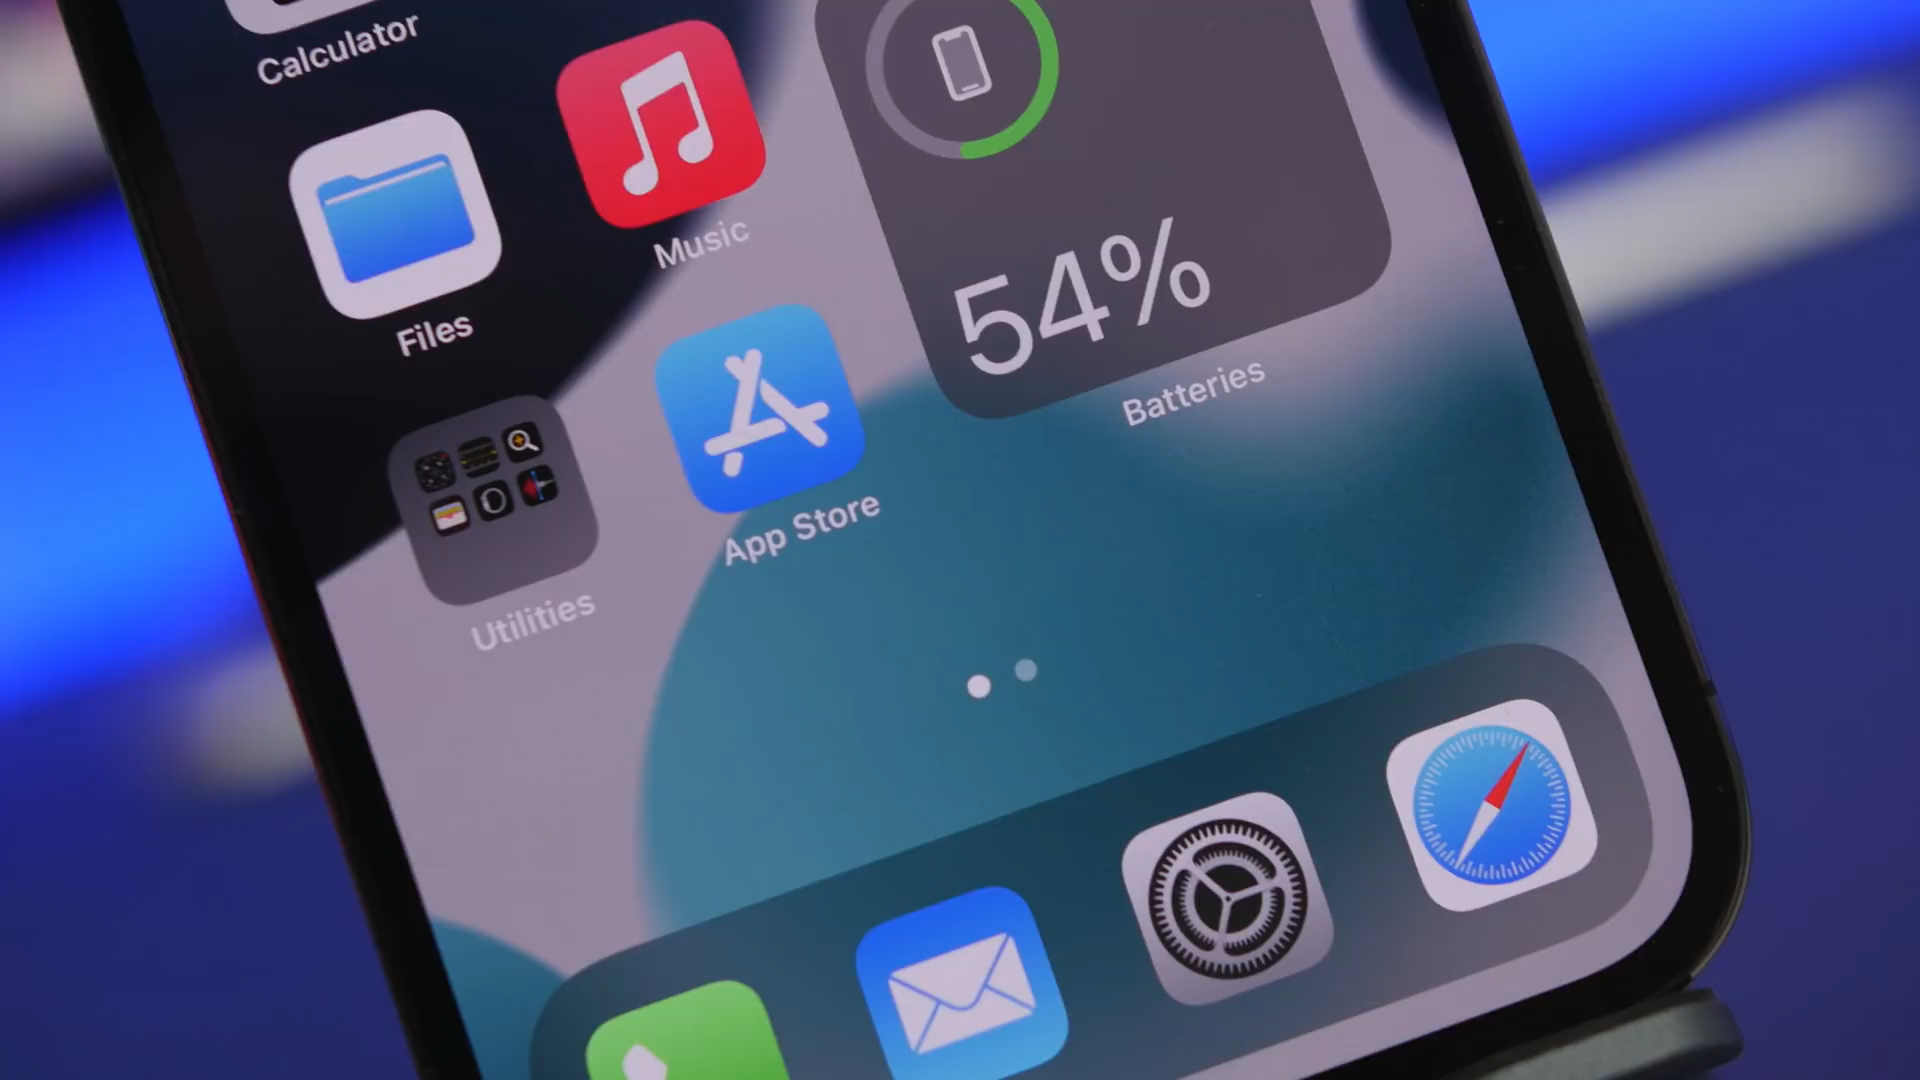 Calculator
Files
Music
54%
Batteries
Utilities
App Store